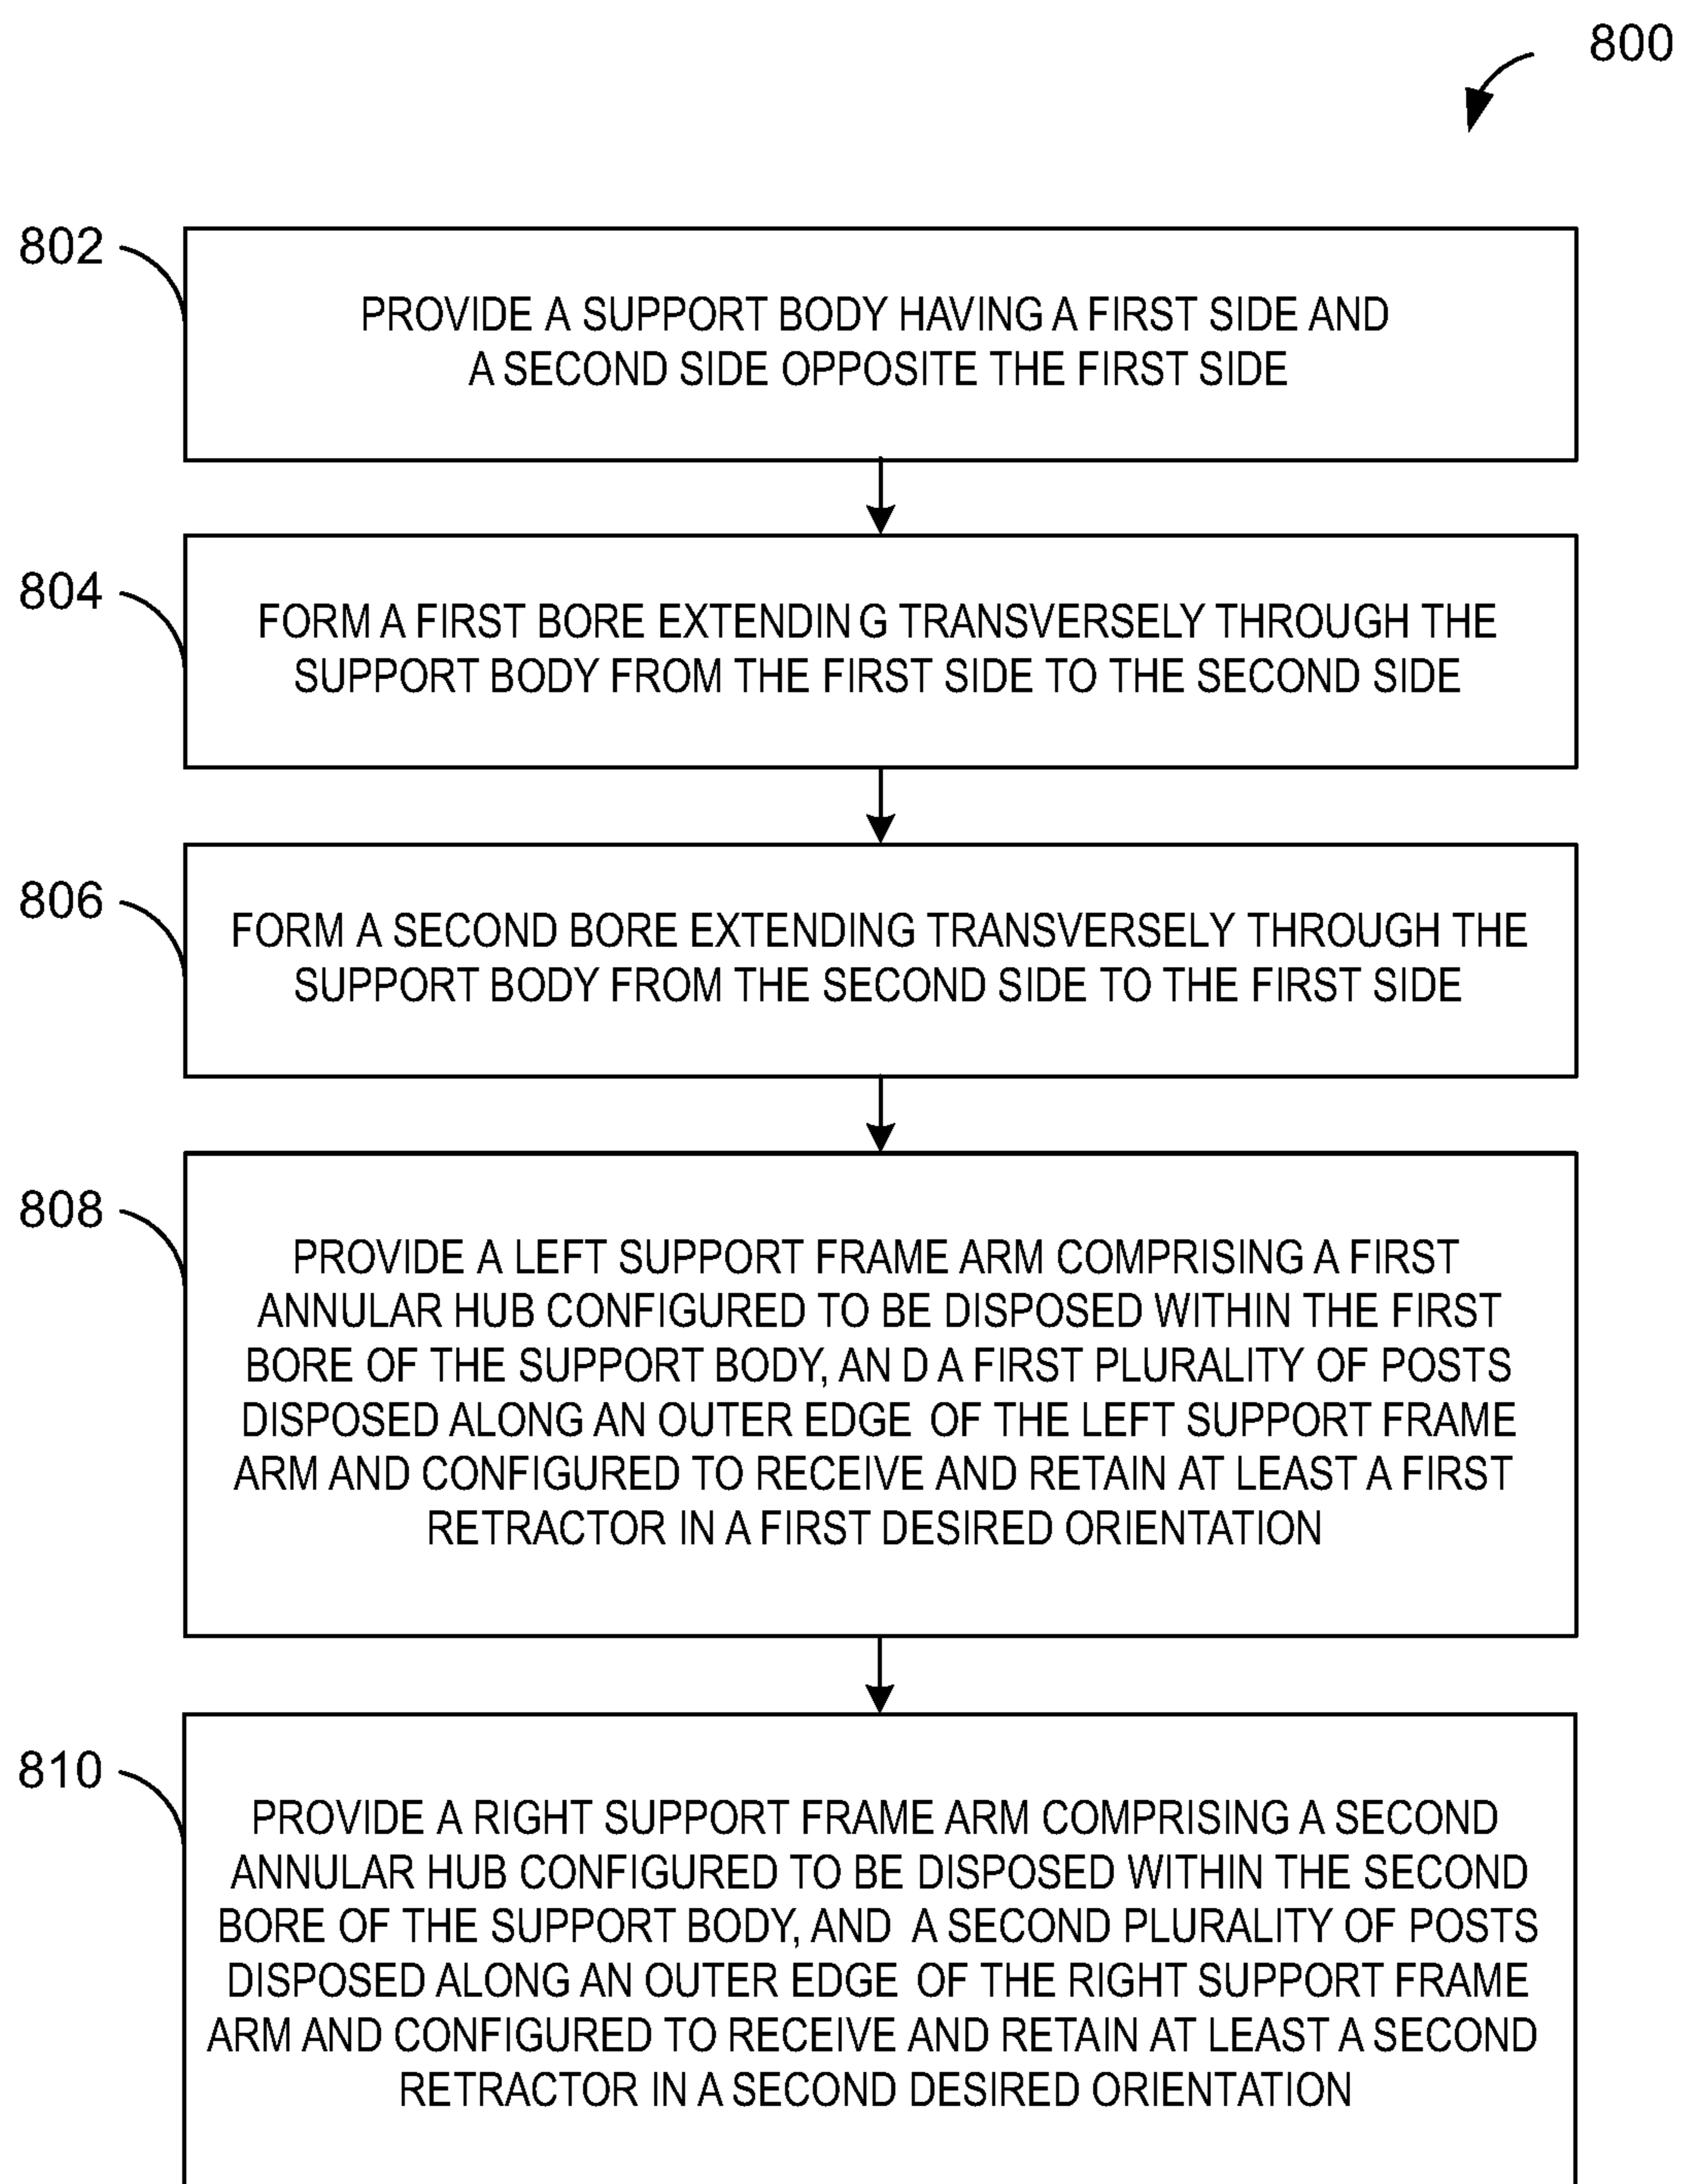 800
802
PROVIDE A SUPPORT BODY HAVING A FIRST SIDE AND
A SECOND SIDE OPPOSITE THE FIRST SIDE
804
FORM A FIRST BORE EXTENDING TRANSVERSELY THROUGH THE
SUPPORT BODY FROM THE FIRST SIDE TO THE SECOND SIDE
806
FORM A SECOND BORE EXTENDING TRANSVERSELY THROUGH THE
SUPPORT BODY FROM THE SECOND SIDE TO THE FIRST SIDE
808
PROVIDE A LEFT SUPPORT FRAME ARM COMPRISING A FIRST
ANNULAR HUB CONFIGURED TO BE DISPOSED WITHIN THE FIRST
BORE OF THE SUPPORT BODY, AND A FIRST PLURALITY OF POSTS
DISPOSED ALONG AN OUTER EDGE OF THE LEFT SUPPORT FRAME
ARM AND CONFIGURED TO RECEIVE AND RETAIN AT LEAST A FIRST
RETRACTOR IN A FIRST DESIRED ORIENTATION
810
PROVIDE A RIGHT SUPPORT FRAME ARM COMPRISING A SECOND
ANNULAR HUB CONFIGURED TO BE DISPOSED WITHIN THE SECOND
BORE OF THE SUPPORT BODY, AND A SECOND PLURALITY OF POSTS
DISPOSED ALONG AN OUTER EDGE OF THE RIGHT SUPPORT FRAME
ARM AND CONFIGURED TO RECEIVE AND RETAIN AT LEAST A SECOND
RETRACTOR IN A SECOND DESIRED ORIENTATION